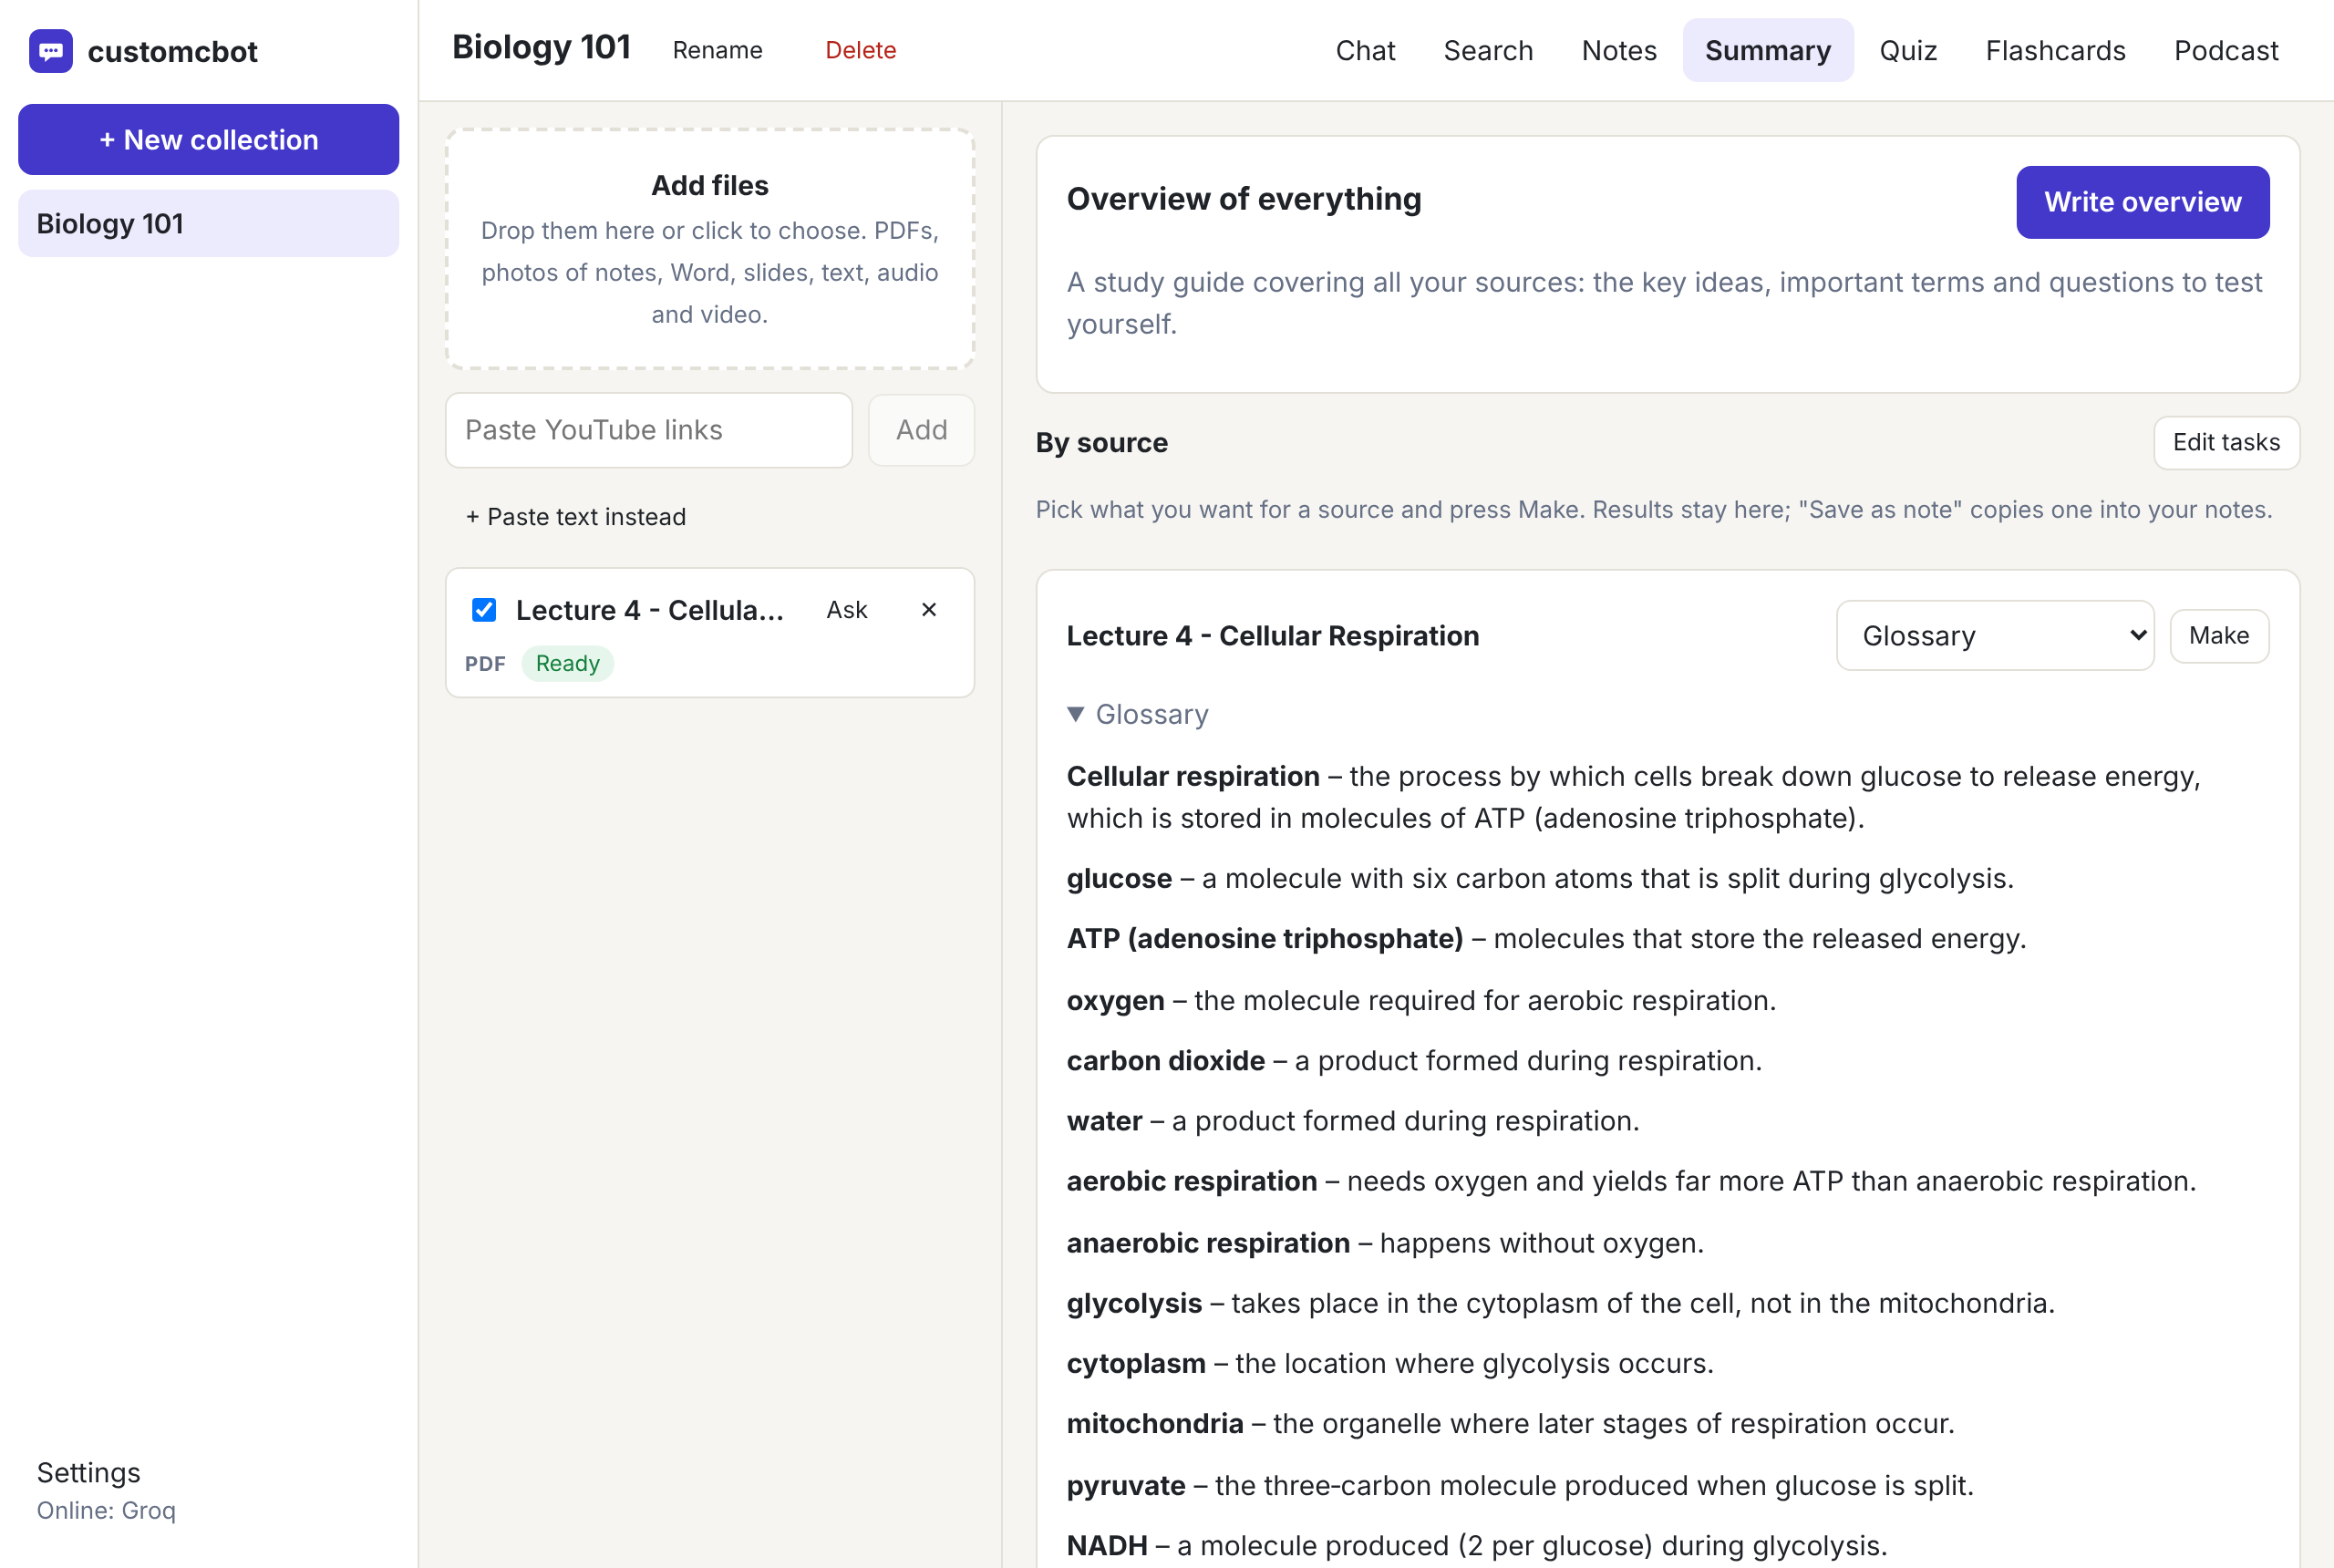 customcbot
+ New collection
Biology 101
Settings
Online: Groq
Biology 101
Rename
Delete
Chat
Search
Notes
Summary
Quiz
Flashcards
Podcast
Add files
Drop them here or click to choose. PDFs,
photos of notes, Word, slides, text, audio
and video.
Paste YouTube links
Add
+ Paste text instead
Lecture 4 - Cellula...
Ask
×
PDF
Ready
Overview of everything
Write overview
A study guide covering all your sources: the key ideas, important terms and questions to test
yourself.
By source
Edit tasks
Pick what you want for a source and press Make. Results stay here; "Save as note" copies one into your notes.
Lecture 4 - Cellular Respiration
Glossary
Make
▼ Glossary
Cellular respiration – the process by which cells break down glucose to release energy,
which is stored in molecules of ATP (adenosine triphosphate).
glucose – a molecule with six carbon atoms that is split during glycolysis.
ATP (adenosine triphosphate) – molecules that store the released energy.
oxygen – the molecule required for aerobic respiration.
carbon dioxide – a product formed during respiration.
water – a product formed during respiration.
aerobic respiration – needs oxygen and yields far more ATP than anaerobic respiration.
anaerobic respiration – happens without oxygen.
glycolysis – takes place in the cytoplasm of the cell, not in the mitochondria.
cytoplasm – the location where glycolysis occurs.
mitochondria – the organelle where later stages of respiration occur.
pyruvate – the three-carbon molecule produced when glucose is split.
NADH – a molecule produced (2 per glucose) during glycolysis.